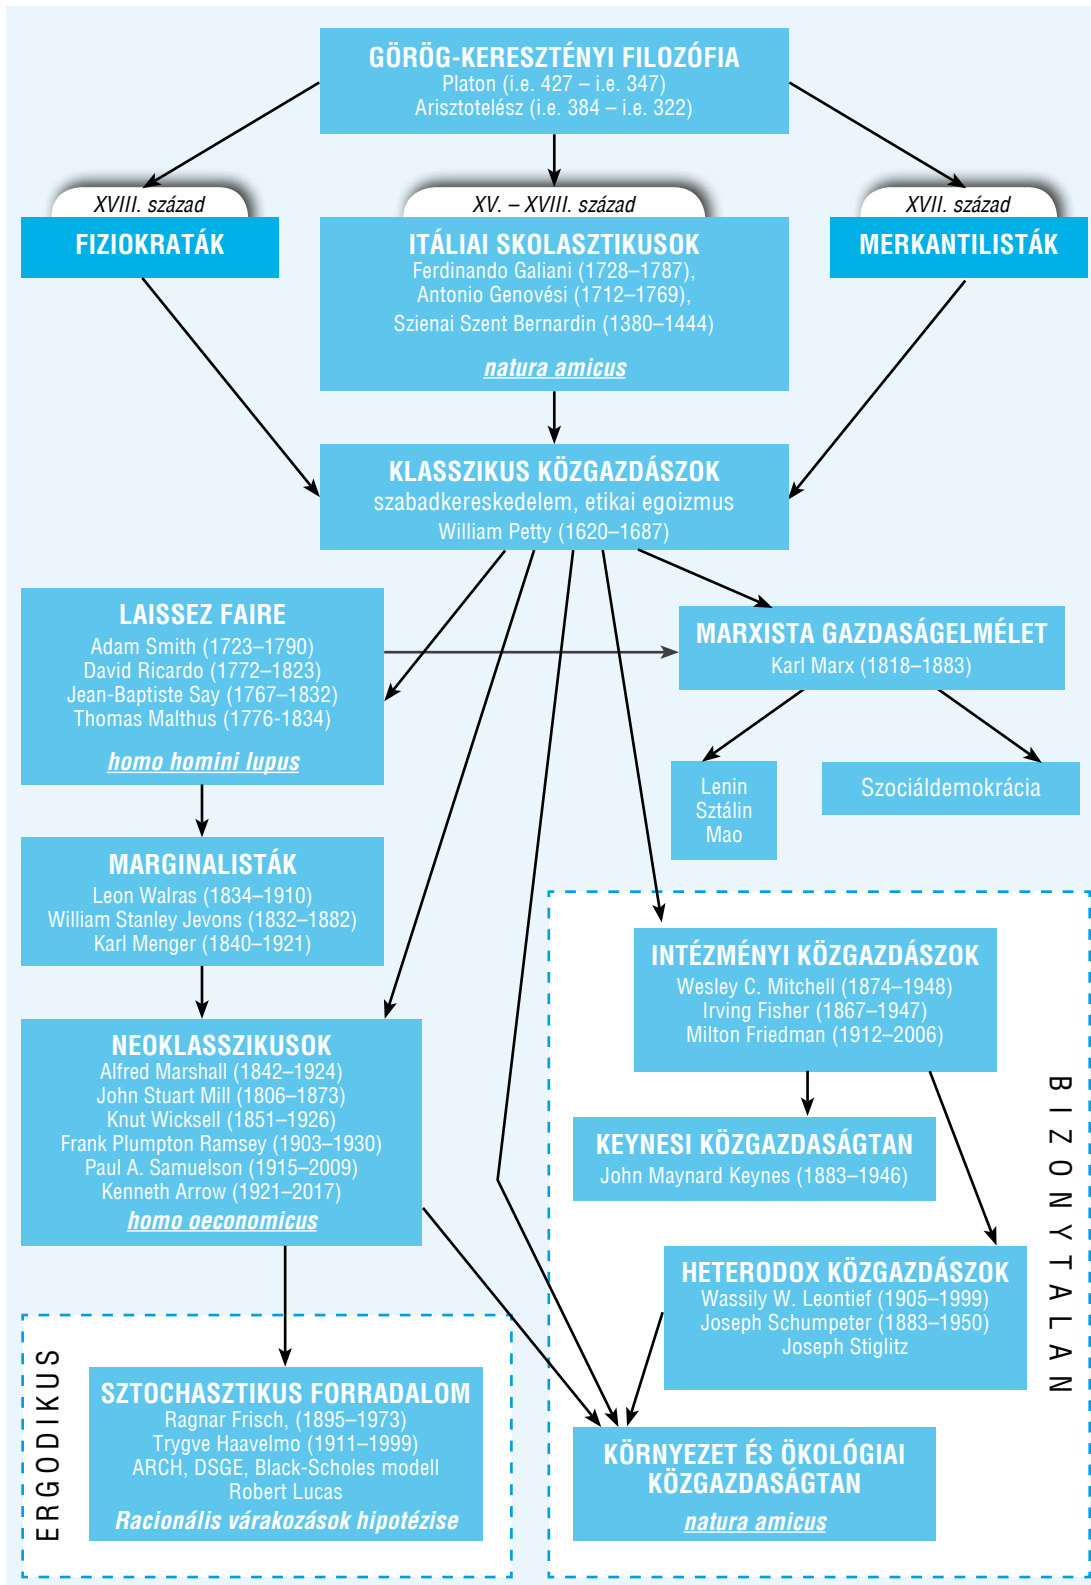 GÖRÖG-KERESZTÉNYI FILOZÓFIA
Platon (i.e. 427 – i.e. 347)
Arisztotelész (i.e. 384 – i.e. 322)
XVIII. század
FIZIOKRATÁK
XV. – XVIII. század
ITÁLIAI SKOLASZTIKUSOK
Ferdinando Galiani (1728–1787),
Antonio Genovési (1712–1769),
Szienai Szent Bernardin (1380–1444)
natura amicus
XVII. század
MERKANTILISTÁK
KLASSZIKUS KÖZGAZDÁSZOK
szabadkereskedelem, etikai egoizmus
William Petty (1620–1687)
LAISSEZ FAIRE
Adam Smith (1723–1790)
David Ricardo (1772–1823)
Jean-Baptiste Say (1767–1832)
Thomas Malthus (1776-1834)
homo homini lupus
MARXISTA GAZDASÁGELMÉLET
Karl Marx (1818–1883)
Lenin
Sztálin
Mao
Szociáldemokrácia
MARGINALISTÁK
Leon Walras (1834–1910)
William Stanley Jevons (1832–1882)
Karl Menger (1840–1921)
NEOKLASSZIKUSOK
Alfred Marshall (1842–1924)
John Stuart Mill (1806–1873)
Knut Wicksell (1851–1926)
Frank Plumpton Ramsey (1903–1930)
Paul A. Samuelson (1915–2009)
Kenneth Arrow (1921–2017)
homo oeconomicus
INTÉZMÉNYI KÖZGAZDÁSZOK
Wesley C. Mitchell (1874–1948)
Irving Fisher (1867–1947)
Milton Friedman (1912–2006)
KEYNESI KÖZGAZDASÁGTAN
John Maynard Keynes (1883–1946)
HETERODOX KÖZGAZDÁSZOK
Wassily W. Leontief (1905–1999)
Joseph Schumpeter (1883–1950)
Joseph Stiglitz
BIZONYTALAN
ERGODIKUS
SZTOCHASZTIKUS FORRADALOM
Ragnar Frisch, (1895–1973)
Trygve Haavelmo (1911–1999)
ARCH, DSGE, Black-Scholes modell
Robert Lucas
Racionális várakozások hipotézise
KÖRNYEZET ÉS ÖKOLÓGIAI
KÖZGAZDASÁGTAN
natura amicus